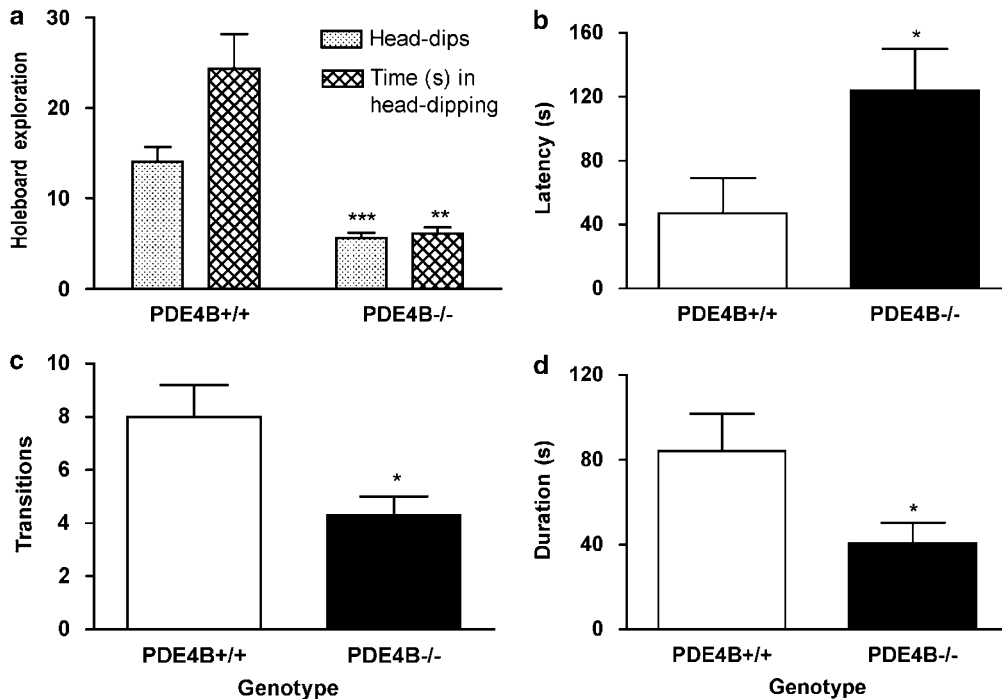 a
30
20
10
0
Holeboard exploration
Head-dips
Time (s) in
head-dipping
***
**
PDE4B+/+
PDE4B-/-
b
160
120
80
40
0
Latency (s)
*
PDE4B+/+
PDE4B-/-
c
10
8
6
4
2
0
Transitions
*
PDE4B+/+
PDE4B-/-
Genotype
d
120
80
40
0
Duration (s)
*
PDE4B+/+
PDE4B-/-
Genotype